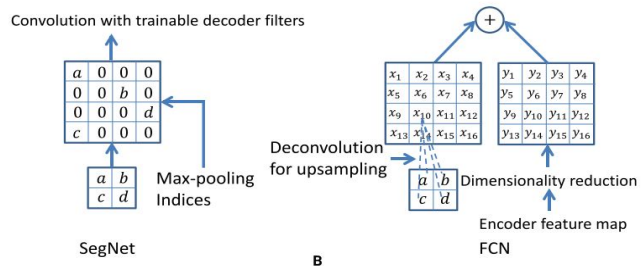 Convolution with trainable decoder filters
a 0 0 0
0 0 b 0
0 0 0 d
c 0 0 0
a b
c d
Max-pooling
Indices
SegNet
+
x₁ x₂ x₃ x₄
x₅ x₆ x₇ x₈
x₉ x₁₀ x₁₁ x₁₂
x₁₃ x₁₄ x₁₅ x₁₆
y₁ y₂ y₃ y₄
y₅ y₆ y₇ y₈
y₉ y₁₀ y₁₁ y₁₂
y₁₃ y₁₄ y₁₅ y₁₆
Deconvolution
for upsampling
a b
c d
Dimensionality reduction
Encoder feature map
FCN
B